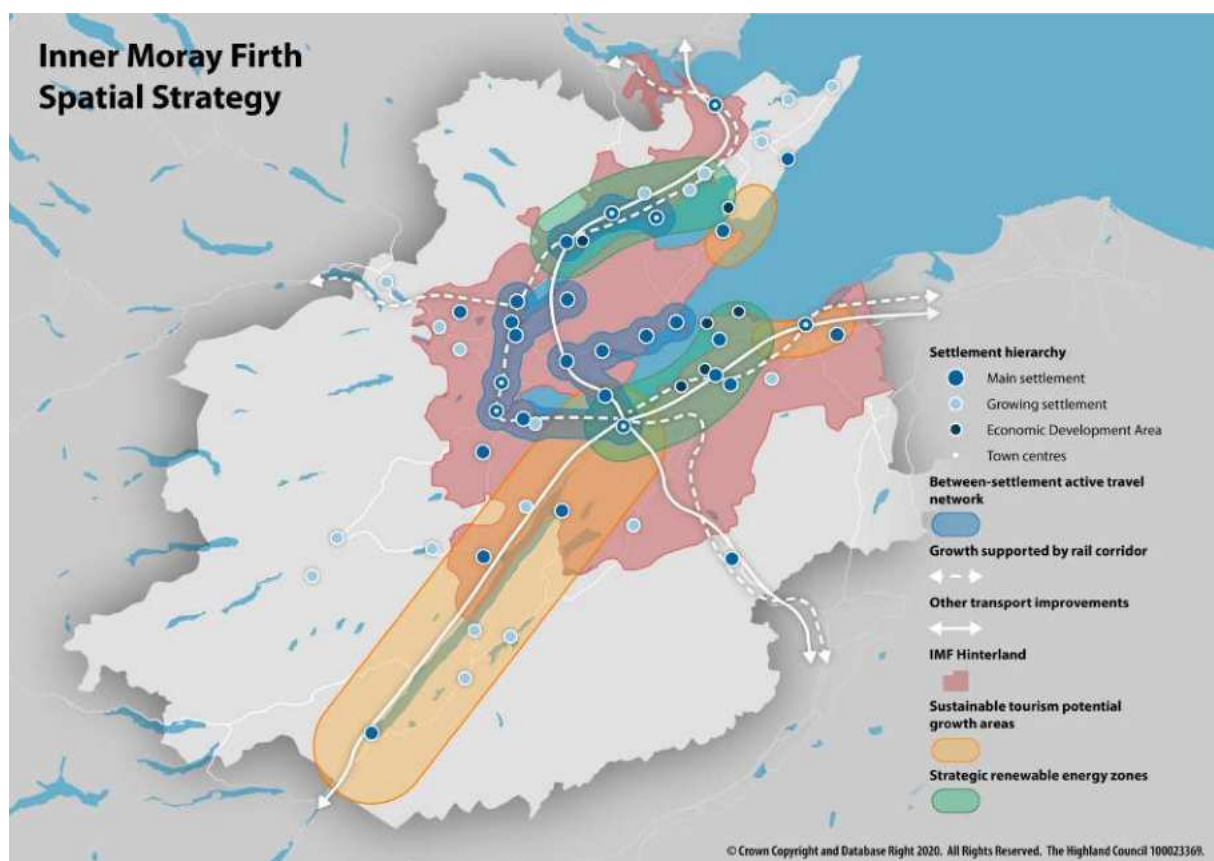 Inner Moray Firth
Spatial Strategy
Settlement hierarchy
Main settlement
Growing settlement
Economic Development Area
Town centres
Between-settlement active travel
network
Growth supported by rail corridor
Other transport improvements
IMF Hinterland
Sustainable tourism potential
growth areas
Strategic renewable energy zones
© Crown Copyright and Database Right 2020. All Rights Reserved. The Highland Council 100023369.